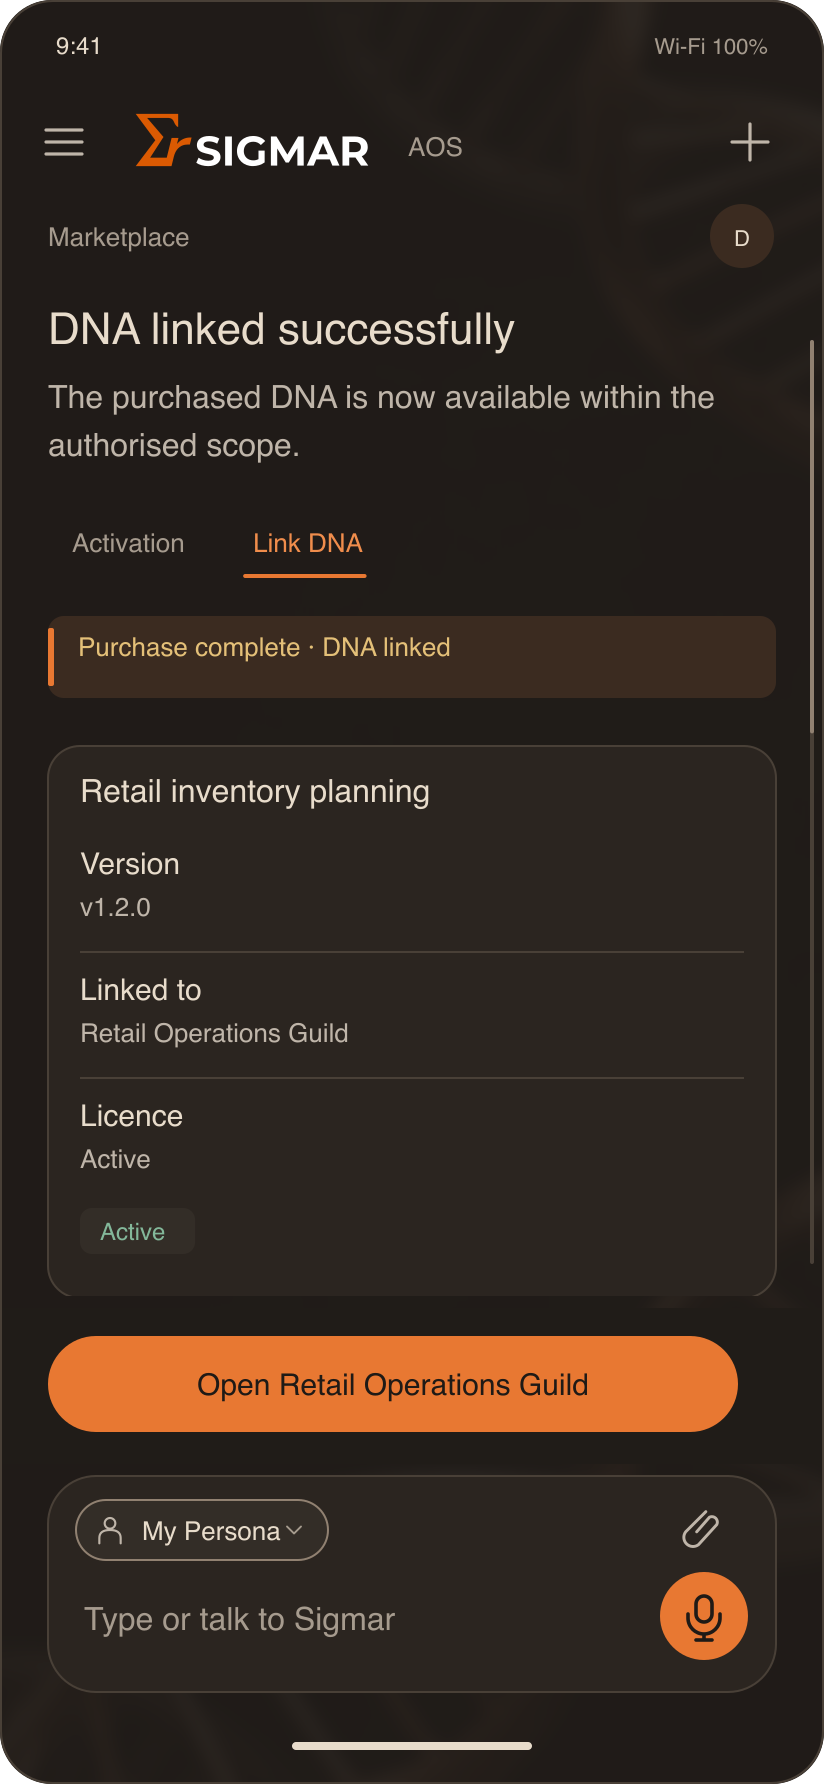 9:41
Wi-Fi 100%
Σr SIGMAR AOS
Marketplace
D
DNA linked successfully
The purchased DNA is now available within the
authorised scope.
Activation
Link DNA
Purchase complete · DNA linked
Retail inventory planning
Version
v1.2.0
Linked to
Retail Operations Guild
Licence
Active
Active
Open Retail Operations Guild
My Persona
Type or talk to Sigmar